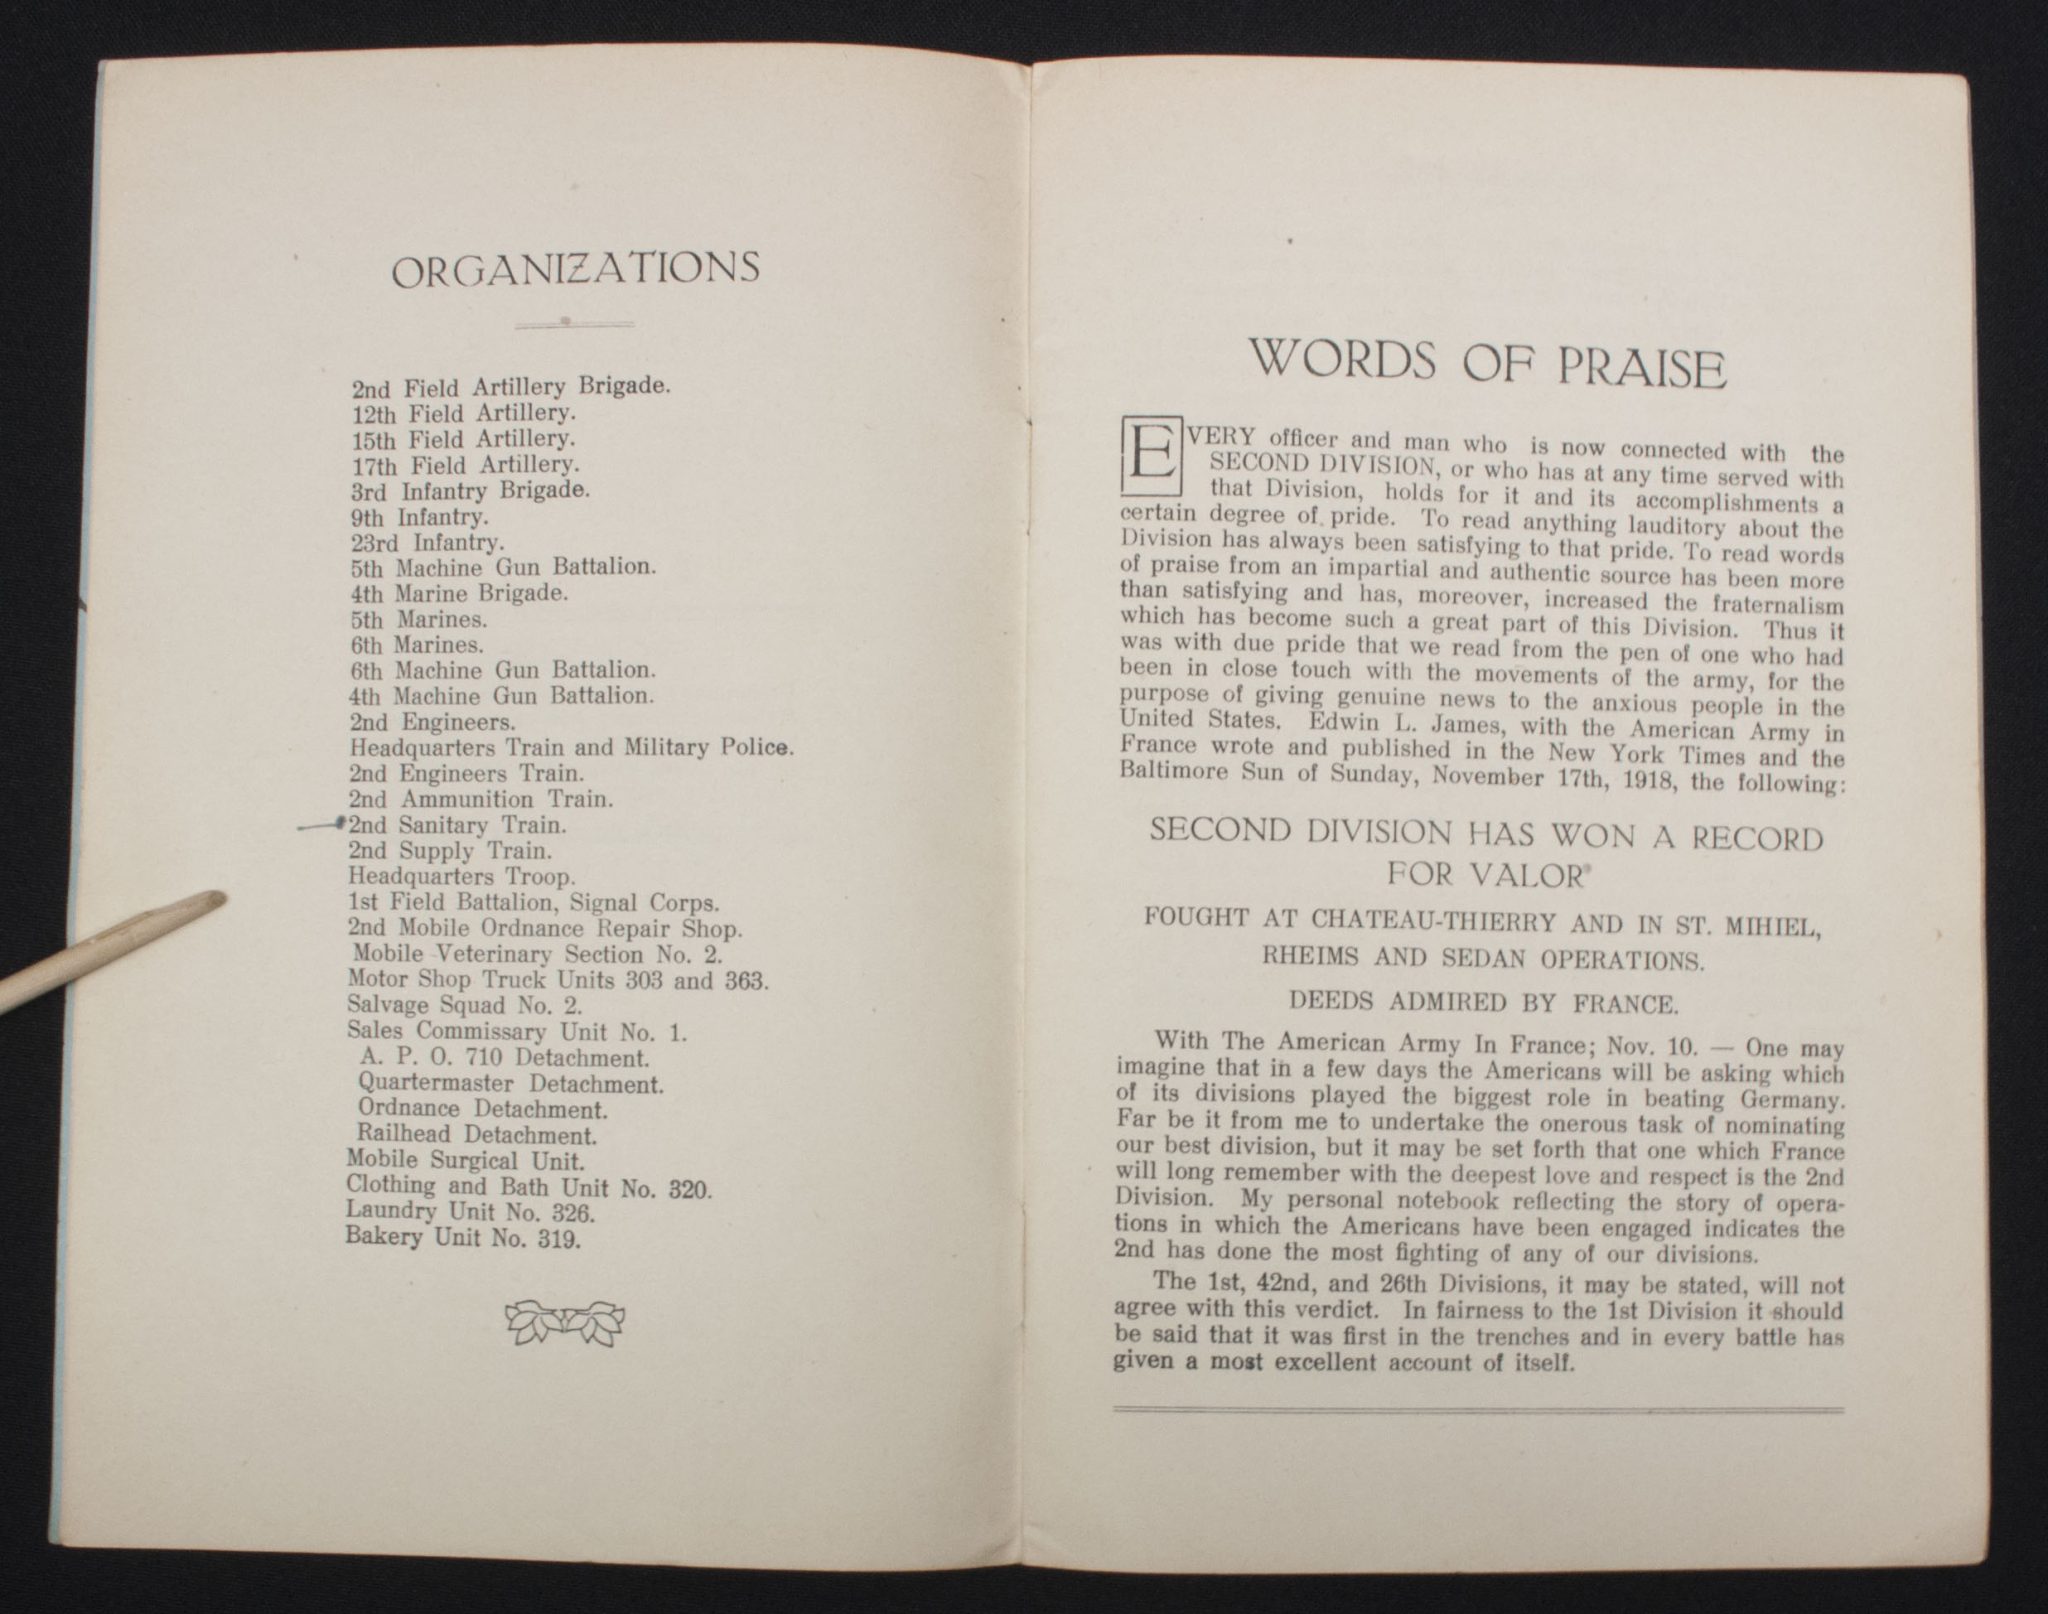 ORGANIZATIONS
2nd Field Artillery Brigade.
12th Field Artillery.
15th Field Artillery.
17th Field Artillery.
3rd Infantry Brigade.
9th Infantry.
23rd Infantry.
5th Machine Gun Battalion.
4th Marine Brigade.
5th Marines.
6th Marines.
6th Machine Gun Battalion.
4th Machine Gun Battalion.
2nd Engineers.
Headquarters Train and Military Police.
2nd Engineers Train.
2nd Ammunition Train.
2nd Sanitary Train.
2nd Supply Train.
Headquarters Troop.
1st Field Battalion, Signal Corps.
2nd Mobile Ordnance Repair Shop.
Mobile Veterinary Section No. 2.
Motor Shop Truck Units 303 and 363.
Salvage Squad No. 2.
Sales Commissary Unit No. 1.
A. P. O. 710 Detachment.
Quartermaster Detachment.
Ordnance Detachment.
Railhead Detachment.
Mobile Surgical Unit.
Clothing and Bath Unit No. 320.
Laundry Unit No. 326.
Bakery Unit No. 319.
WORDS OF PRAISE
EVERY officer and man who is now connected with the
SECOND DIVISION, or who has at any time served with
that Division, holds for it and its accomplishments a
certain degree of pride. To read anything lauditory about the
Division has always been satisfying to that pride. To read words
of praise from an impartial and authentic source has been more
than satisfying and has, moreover, increased the fraternalism
which has become such a great part of this Division. Thus it
was with due pride that we read from the pen of one who had
been in close touch with the movements of the army, for the
purpose of giving genuine news to the anxious people in the
United States. Edwin L. James, with the American Army in
France wrote and published in the New York Times and the
Baltimore Sun of Sunday, November 17th, 1918, the following:
SECOND DIVISION HAS WON A RECORD
FOR VALOR
FOUGHT AT CHATEAU-THIERRY AND IN ST. MIHIEL,
RHEIMS AND SEDAN OPERATIONS.
DEEDS ADMIRED BY FRANCE.
With The American Army In France; Nov. 10. — One may
imagine that in a few days the Americans will be asking which
of its divisions played the biggest role in beating Germany.
Far be it from me to undertake the onerous task of nominating
our best division, but it may be set forth that one which France
will long remember with the deepest love and respect is the 2nd
Division. My personal notebook reflecting the story of opera-
tions in which the Americans have been engaged indicates the
2nd has done the most fighting of any of our divisions.
The 1st, 42nd, and 26th Divisions, it may be stated, will not
agree with this verdict. In fairness to the 1st Division it should
be said that it was first in the trenches and in every battle has
given a most excellent account of itself.